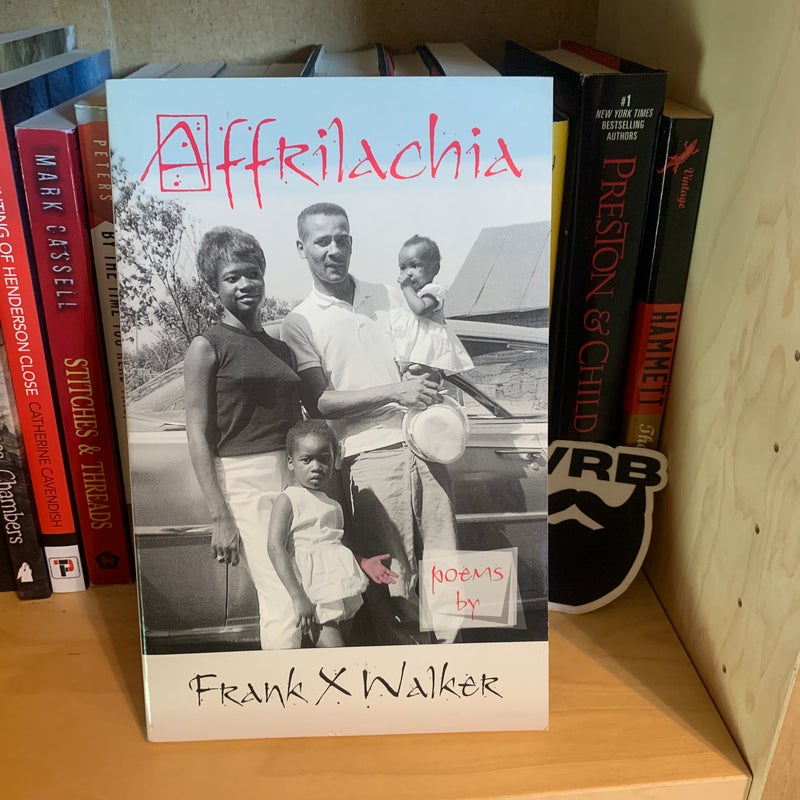 Affrilachia
poems
by
Frank X Walker
HENDERSON CLOSE
CATHERINE CAVENDISH
Chambers
MARK CASSELL
STITCHES & THREADS
PETERS
BY THE TIME
#1
NEW YORK TIMES
BESTSELLING
AUTHORS
PRESTON & CHILD
Vintage
HAMMETT
VRB